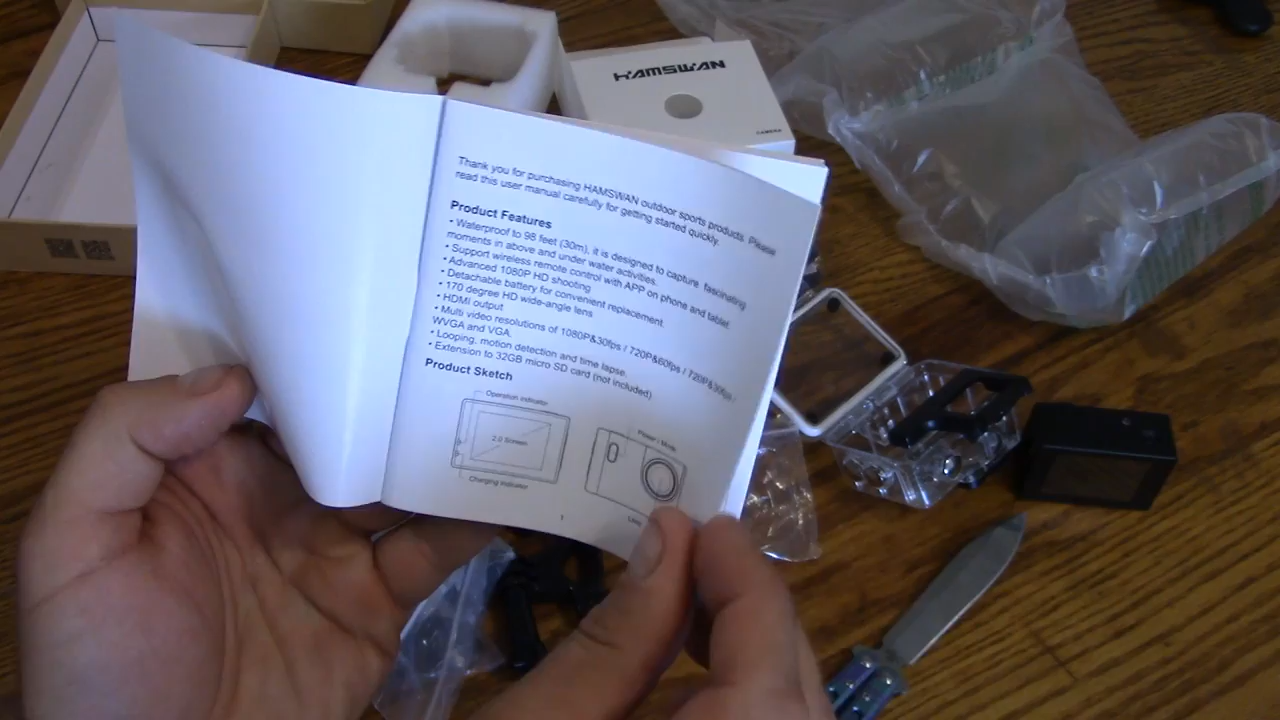 HAMSWAN
CAMERA
Thank you for purchasing HAMSWAN outdoor sports products. Please
read this user manual carefully for getting started quickly.
Product Features
• Waterproof to 98 feet (30m), it is designed to capture fascinating
moments in above and under water activities.
• Support wireless remote control with APP on phone and tablet.
• Advanced 1080P HD shooting
• Detachable battery for convenient replacement.
• 170 degree HD wide-angle lens
• HDMI output
• Multi video resolutions of 1080P&30fps / 720P&60fps / 720P&30fps /
WVGA and VGA.
• Looping, motion detection and time lapse.
• Extension to 32GB micro SD card (not included)
Product Sketch
Operation indicator
2.0 Screen
Power / Mode
Charging indicator
1